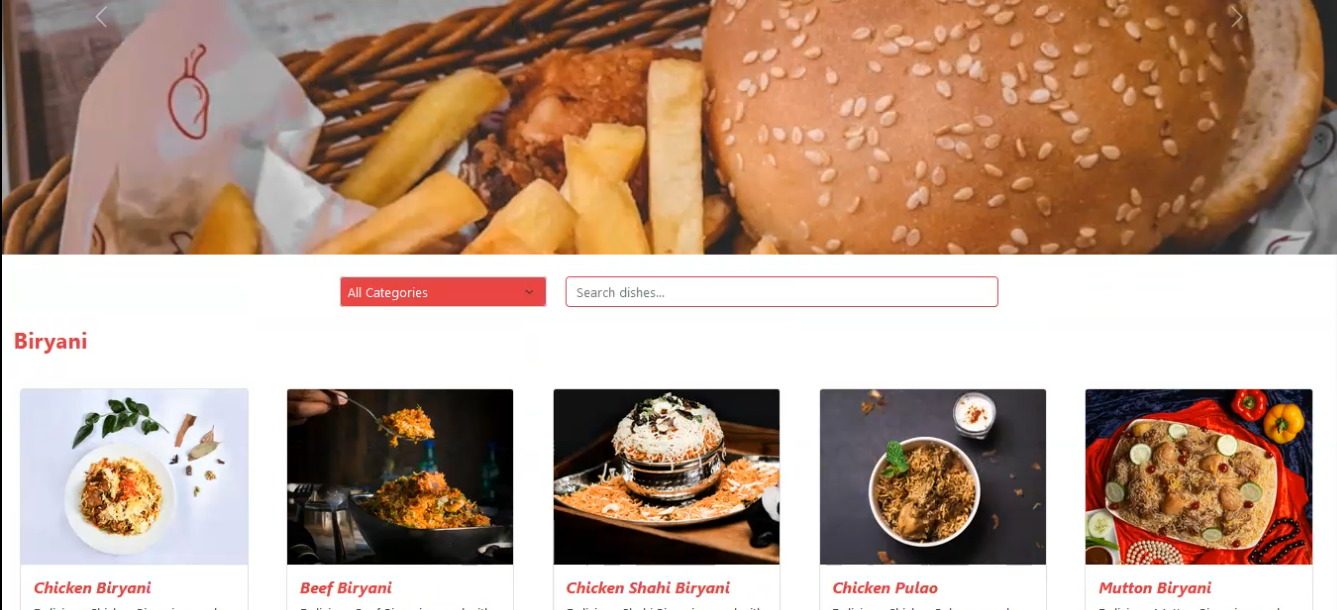 All Categories
Search dishes...
Biryani
Chicken Biryani
Beef Biryani
Chicken Shahi Biryani
Chicken Pulao
Mutton Biryani